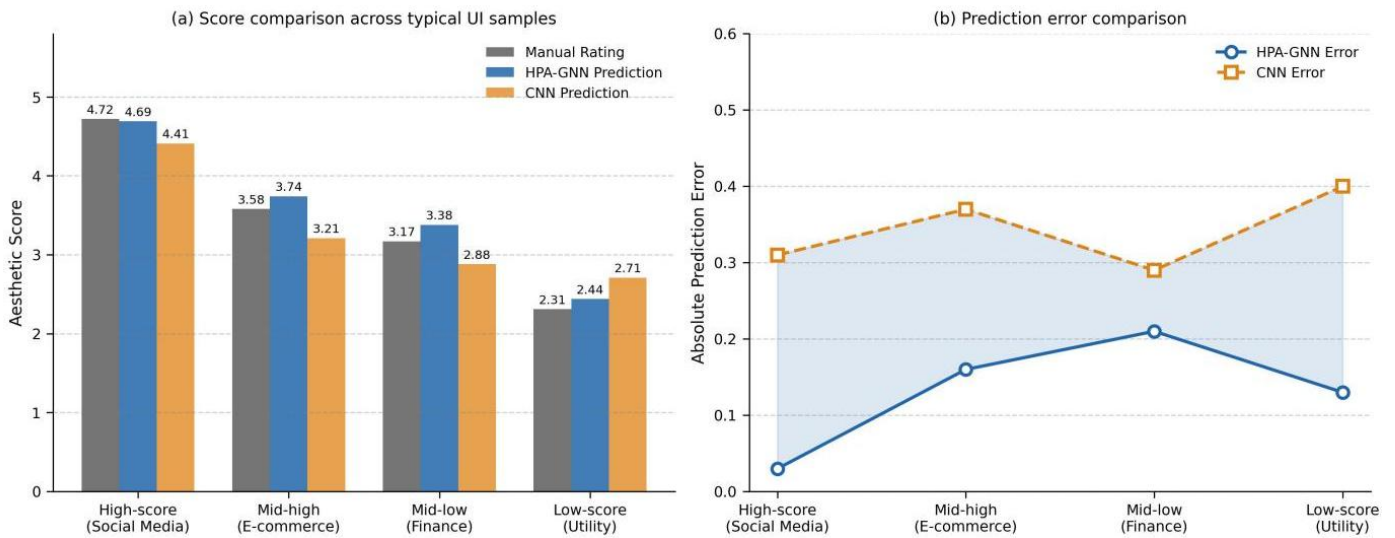 (a) Score comparison across typical UI samples
Aesthetic Score
5
4
3
2
1
0
Manual Rating
HPA-GNN Prediction
CNN Prediction
4.72
4.69
4.41
3.58
3.74
3.21
3.17
3.38
2.88
2.31
2.44
2.71
High-score
(Social Media)
Mid-high
(E-commerce)
Mid-low
(Finance)
Low-score
(Utility)
(b) Prediction error comparison
Absolute Prediction Error
0.6
0.5
0.4
0.3
0.2
0.1
0.0
HPA-GNN Error
CNN Error
High-score
(Social Media)
Mid-high
(E-commerce)
Mid-low
(Finance)
Low-score
(Utility)